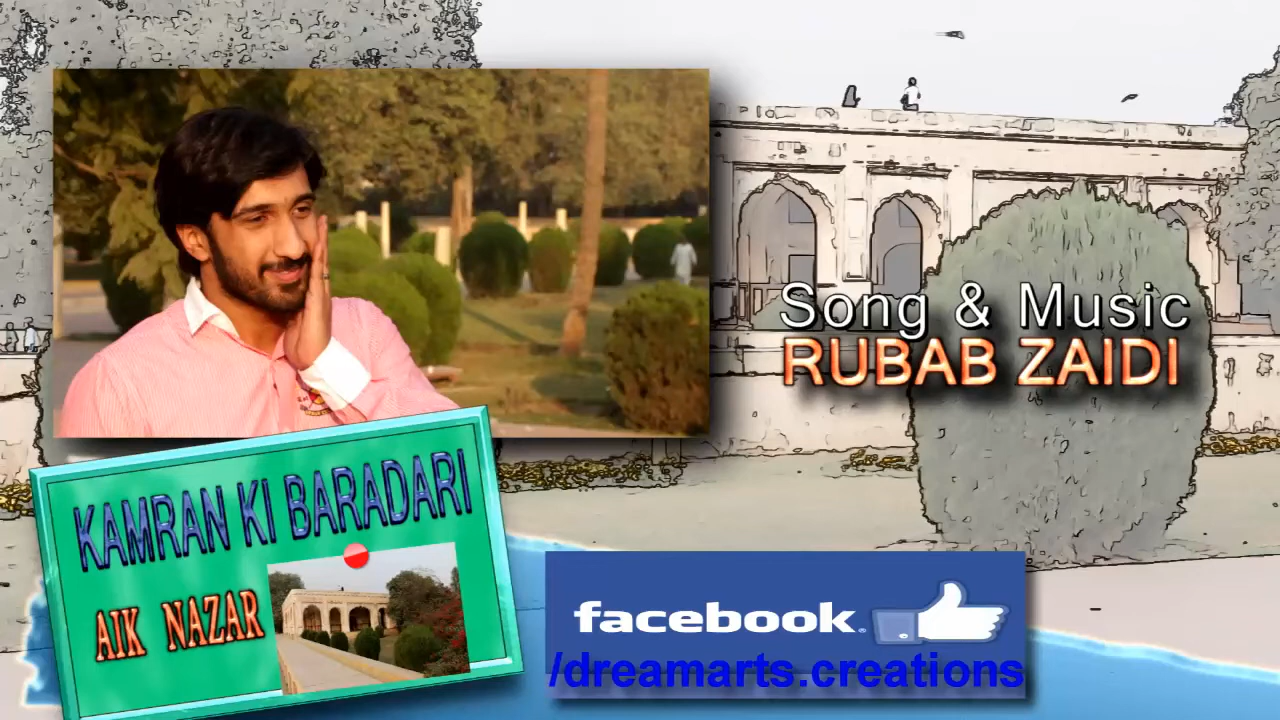 Song & Music
RUBAB ZAIDI
KAMRAN KI BARADARI
AIK NAZAR
facebook.
/dreamarts.creations